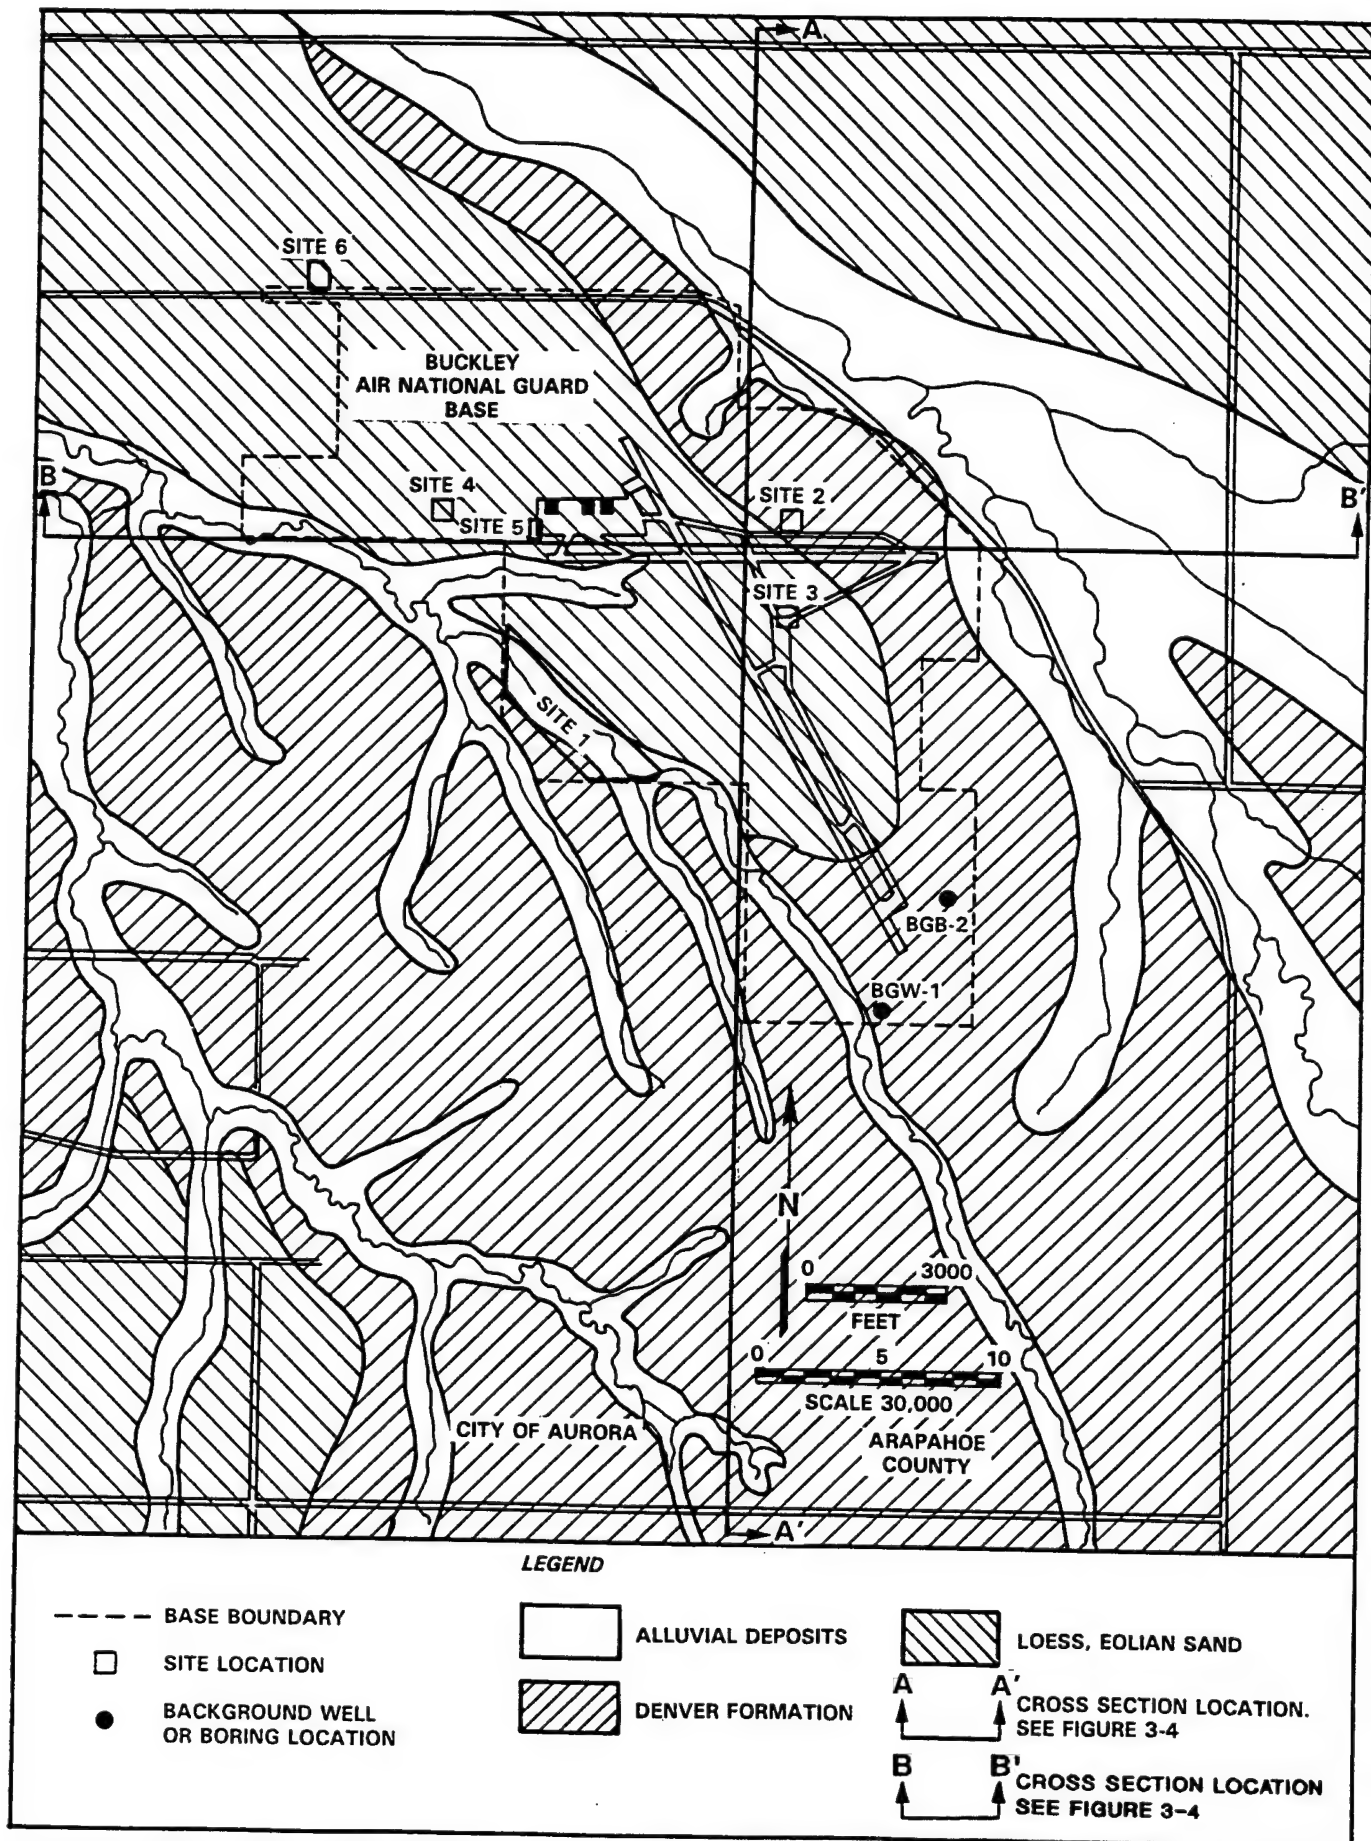 A
SITE 6
BUCKLEY
AIR NATIONAL GUARD
BASE
B
B'
SITE 4
SITE 2
SITE 5
SITE 3
SITE 1
BGB-2
BGW-1
N
0 3000
FEET
0 5 10
SCALE 30,000
CITY OF AURORA
ARAPAHOE
COUNTY
A'
LEGEND
BASE BOUNDARY
SITE LOCATION
BACKGROUND WELL
OR BORING LOCATION
ALLUVIAL DEPOSITS
DENVER FORMATION
LOESS, EOLIAN SAND
A A'
CROSS SECTION LOCATION.
SEE FIGURE 3-4
B B'
CROSS SECTION LOCATION
SEE FIGURE 3-4